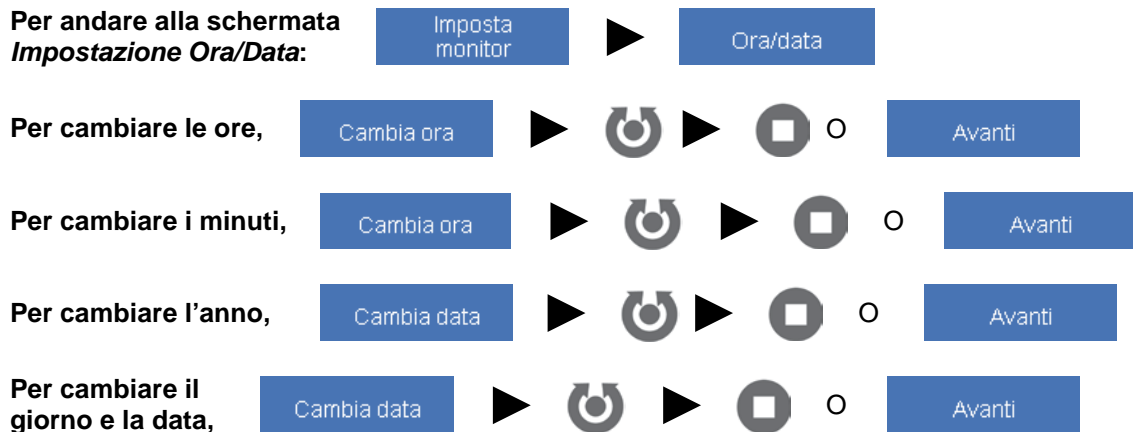 Per andare alla schermata
Impostazione Ora/Data:
Imposta
monitor
Ora/data
Per cambiare le ore,
Cambia ora
O
Avanti
Per cambiare i minuti,
Cambia ora
O
Avanti
Per cambiare l’anno,
Cambia data
O
Avanti
Per cambiare il
giorno e la data,
Cambia data
O
Avanti